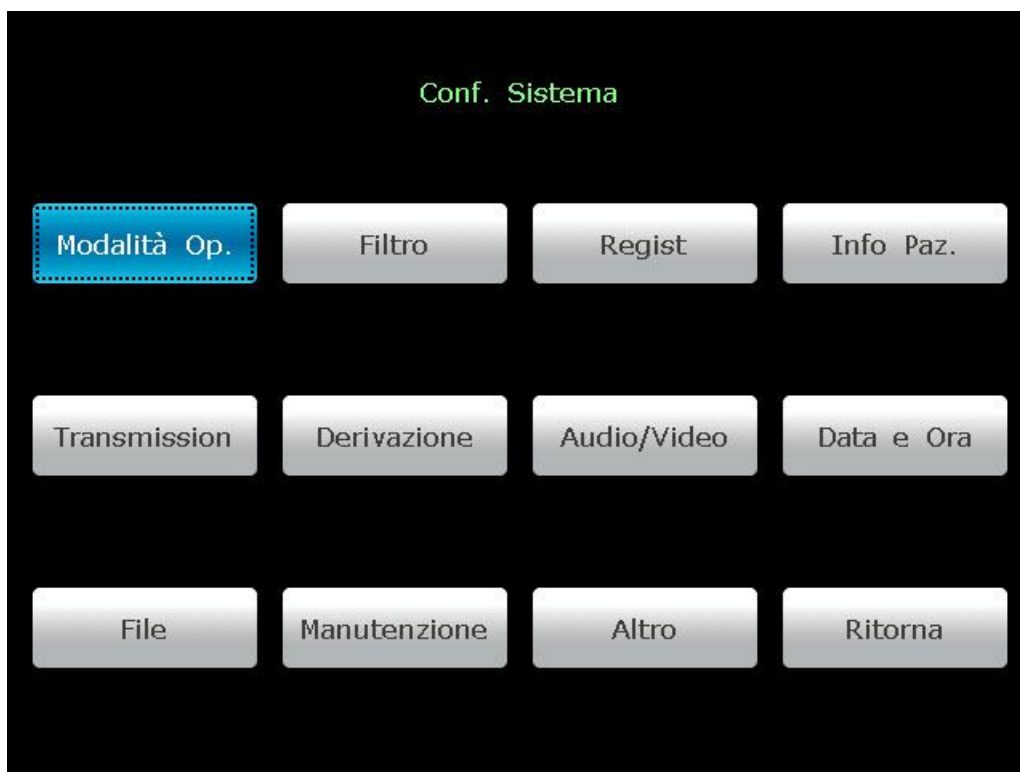 Conf. Sistema
Modalità Op.
Filtro
Regist
Info Paz.
Transmission
Derivazione
Audio/Video
Data e Ora
File
Manutenzione
Altro
Ritorna